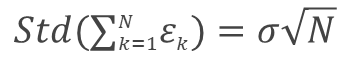 Std(∑_{k=1}^{N} ε_k) = σ√N